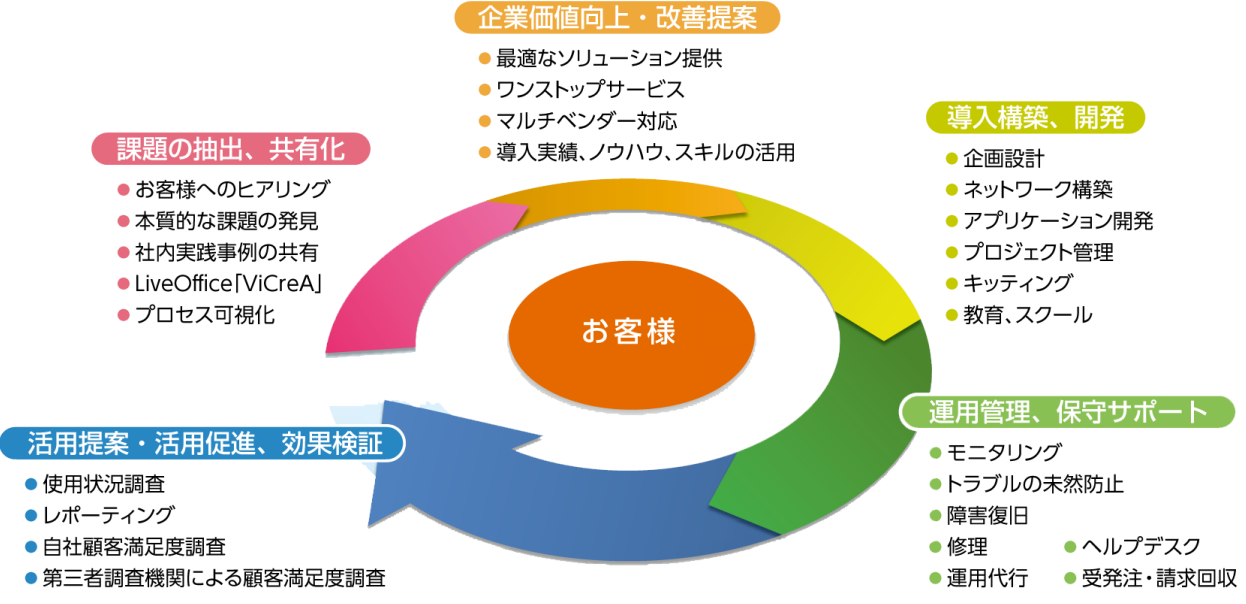 企業価値向上・改善提案
●最適なソリューション提供
●ワンストップサービス
●マルチベンダー対応
●導入実績、ノウハウ、スキルの活用
課題の抽出、共有化
●お客様へのヒアリング
●本質的な課題の発見
●社内実践事例の共有
●LiveOffice「ViCreA」
●プロセス可視化
導入構築、開発
●企画設計
●ネットワーク構築
●アプリケーション開発
●プロジェクト管理
●キッティング
●教育、スクール
お客様
運用管理、保守サポート
●モニタリング
●トラブルの未然防止
●障害復旧
●修理 ●ヘルプデスク
●運用代行 ●受発注・請求回収
活用提案・活用促進、効果検証
●使用状況調査
●レポーティング
●自社顧客満足度調査
●第三者調査機関による顧客満足度調査